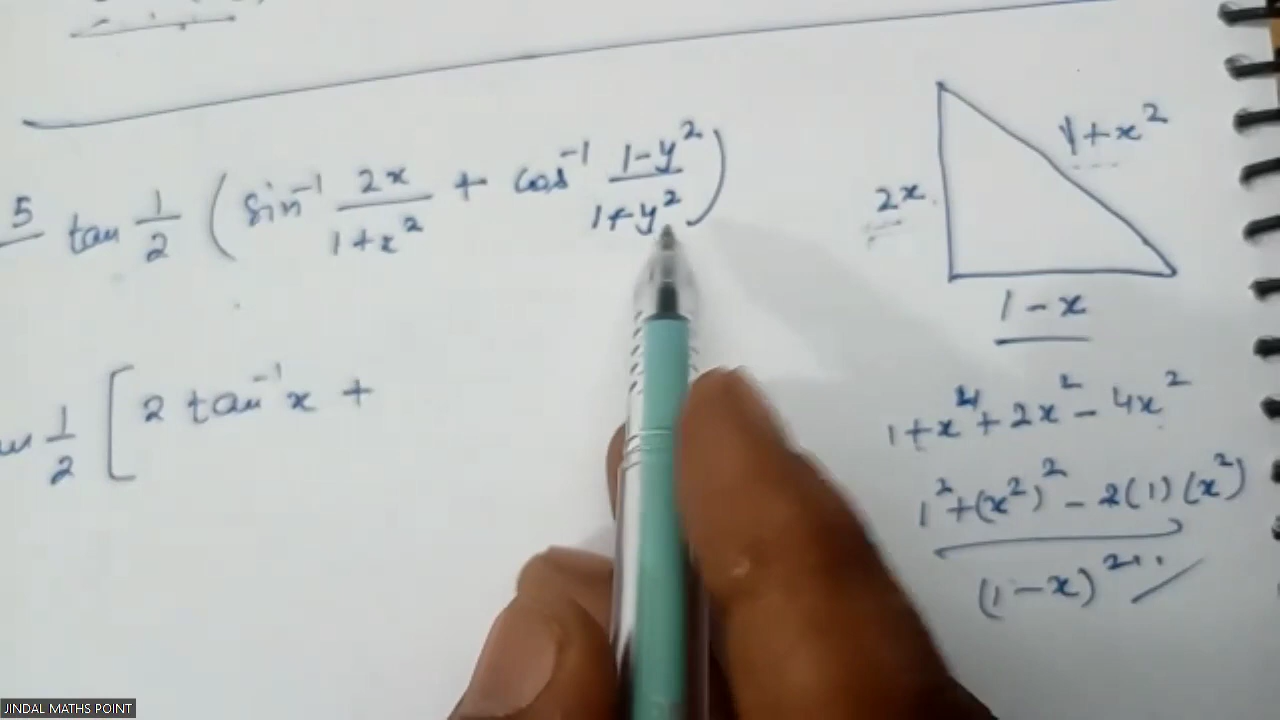 5 tan 1/2 ( sin⁻¹ 2x/1+x² + cos⁻¹ 1-y²/1+y² )
1/2 [ 2 tan⁻¹ x +
1+x²
2x
1-x
1+x⁴+2x²-4x²
1²+(x²)²-2(1)(x²)
(1-x)²
JINDAL MATHS POINT